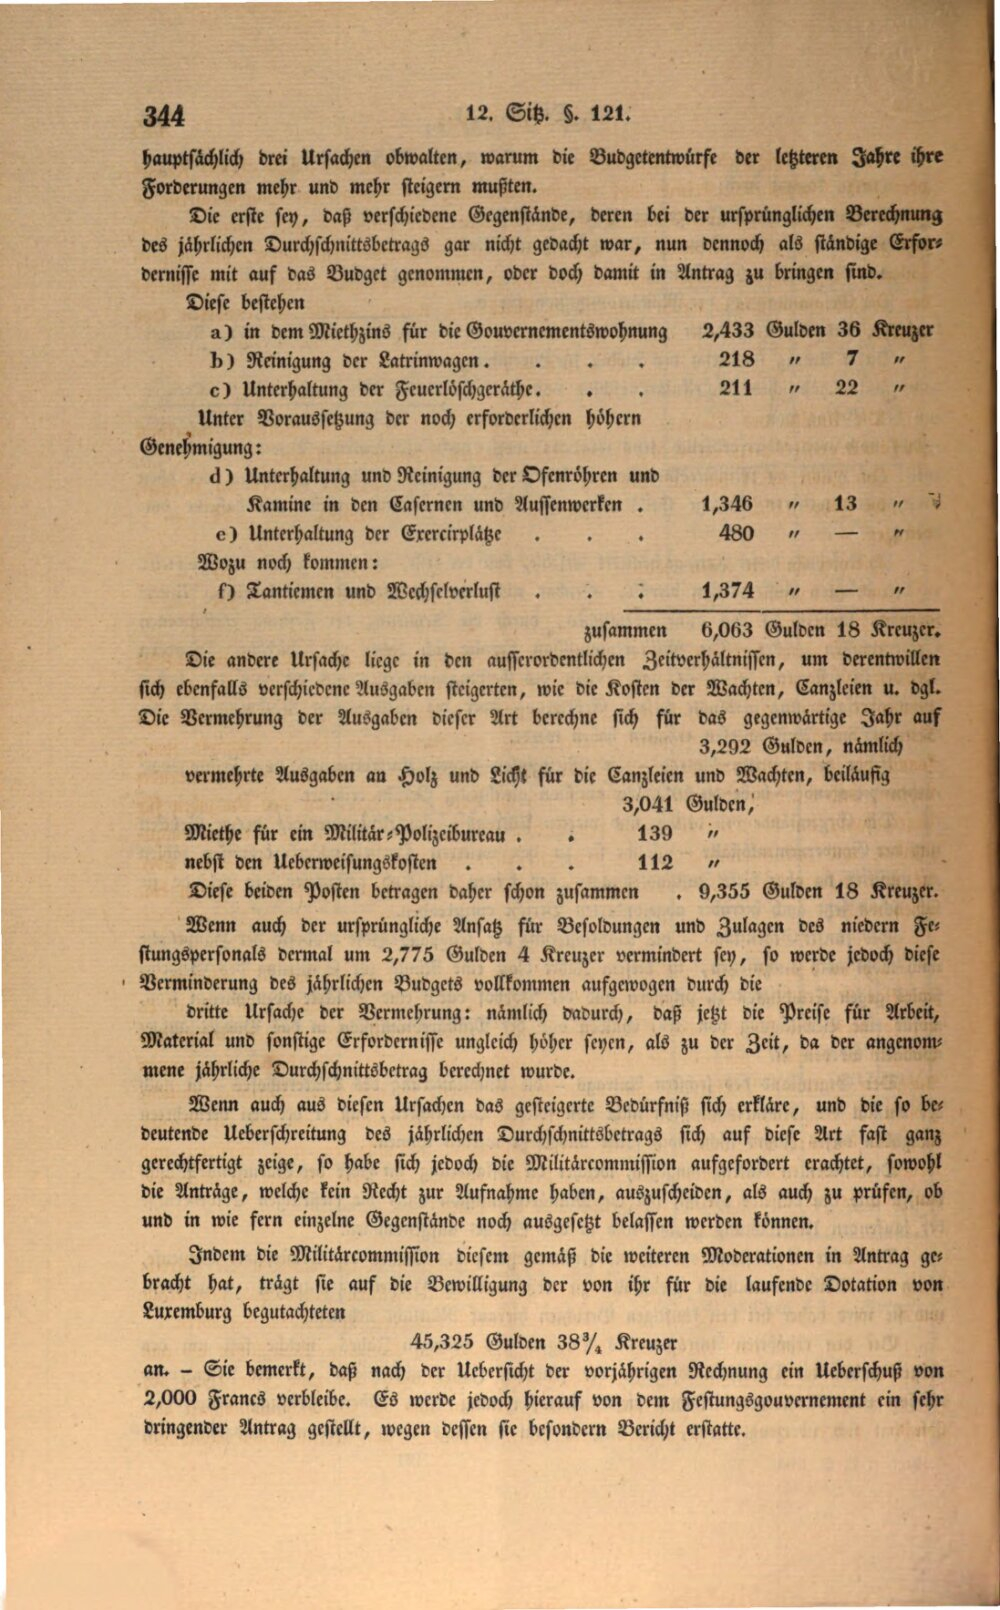 344 12. Sitz. §. 121.
hauptsächlich drei Ursachen obwalten, warum die Budgetentwürfe der letzteren Jahre ihre
Forderungen mehr und mehr steigern mußten.
Die erste sey, daß verschiedene Gegenstände, deren bei der ursprünglichen Berechnung
des jährlichen Durchschnittsbetrags gar nicht gedacht war, nun dennoch als ständige Erfor-
dernisse mit auf das Budget genommen, oder doch damit in Antrag zu bringen sind.
Diese bestehen
a) in dem Miethzins für die Gouvernementswohnung 2,433 Gulden 36 Kreuzer
b) Reinigung der Latrinwagen. . . . 218 " 7 "
c) Unterhaltung der Feuerlöschgeräthe. . . 211 " 22 "
Unter Voraussetzung der noch erforderlichen höhern
Genehmigung:
d) Unterhaltung und Reinigung der Ofenröhren und
Kamine in den Casernen und Aussenwerken . 1,346 " 13 "
e) Unterhaltung der Exercirplätze . . . 480 " — "
Wozu noch kommen:
f) Tantiemen und Wechselverlust . . . 1,374 " — "
zusammen 6,063 Gulden 18 Kreuzer.
Die andere Ursache liege in den ausserordentlichen Zeitverhältnissen, um derentwillen
sich ebenfalls verschiedene Ausgaben steigerten, wie die Kosten der Wachten, Canzleien u. dgl.
Die Vermehrung der Ausgaben dieser Art berechne sich für das gegenwärtige Jahr auf
3,292 Gulden, nämlich
vermehrte Ausgaben an Holz und Licht für die Canzleien und Wachten, beiläufig
3,041 Gulden,
Miethe für ein Militär-Polizeibureau . . 139 "
nebst den Ueberweisungskosten . . . 112 "
Diese beiden Posten betragen daher schon zusammen . 9,355 Gulden 18 Kreuzer.
Wenn auch der ursprüngliche Ansatz für Besoldungen und Zulagen des niedern Fe-
stungspersonals dermal um 2,775 Gulden 4 Kreuzer vermindert sey, so werde jedoch diese
Verminderung des jährlichen Budgets vollkommen aufgewogen durch die
dritte Ursache der Vermehrung: nämlich dadurch, daß jetzt die Preise für Arbeit,
Material und sonstige Erfordernisse ungleich höher seyen, als zu der Zeit, da der angenom-
mene jährliche Durchschnittsbetrag berechnet wurde.
Wenn auch aus diesen Ursachen das gesteigerte Bedürfniß sich erkläre, und die so be-
deutende Ueberschreitung des jährlichen Durchschnittsbetrags sich auf diese Art fast ganz
gerechtfertigt zeige, so habe sich jedoch die Militärcommission aufgefordert erachtet, sowohl
die Anträge, welche kein Recht zur Aufnahme haben, auszuscheiden, als auch zu prüfen, ob
und in wie fern einzelne Gegenstände noch ausgesetzt belassen werden können.
Indem die Militärcommission diesem gemäß die weiteren Moderationen in Antrag ge-
bracht hat, trägt sie auf die Bewilligung der von ihr für die laufende Dotation von
Luxemburg begutachteten
45,325 Gulden 38¾ Kreuzer
an. – Sie bemerkt, daß nach der Uebersicht der vorjährigen Rechnung ein Ueberschuß von
2,000 Francs verbleibe. Es werde jedoch hierauf von dem Festungsgouvernement ein sehr
dringender Antrag gestellt, wegen dessen sie besondern Bericht erstatte.